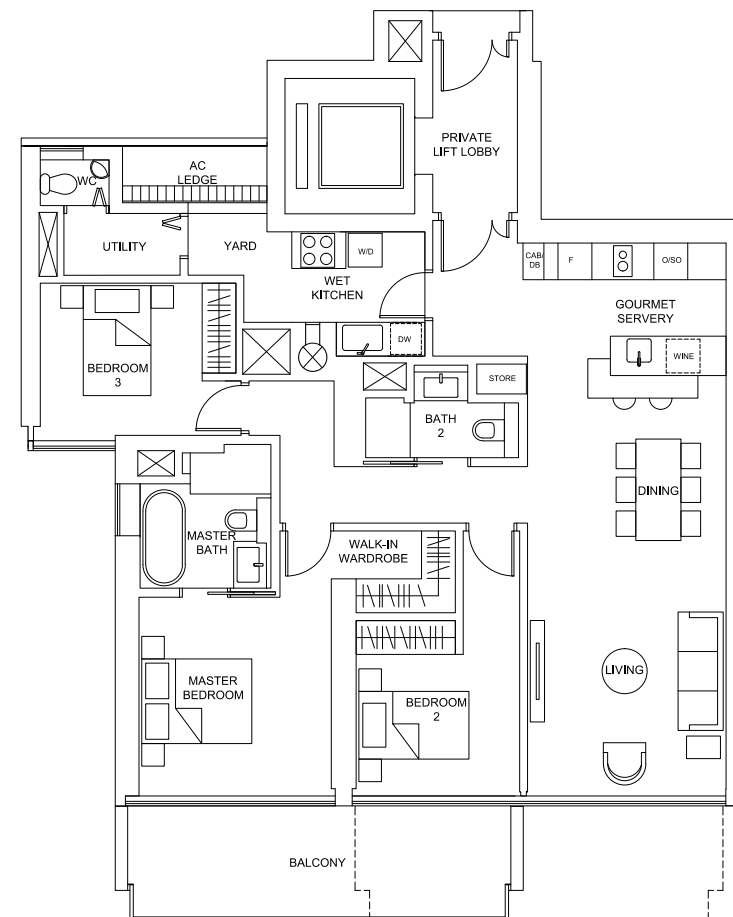 PRIVATE
LIFT LOBBY
AC
LEDGE
WC
UTILITY
YARD
W/D
WET
KITCHEN
CAB/
DB
F
O/SO
GOURMET
SERVERY
DW
WINE
BEDROOM
3
STORE
BATH
2
DINING
MASTER
BATH
WALK-IN
WARDROBE
LIVING
MASTER
BEDROOM
BEDROOM
2
BALCONY